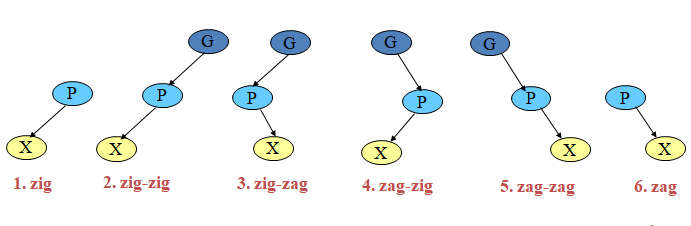 G G G G
P P P P P P
X X X X X X
1. zig 2. zig-zig 3. zig-zag 4. zag-zig 5. zag-zag 6. zag